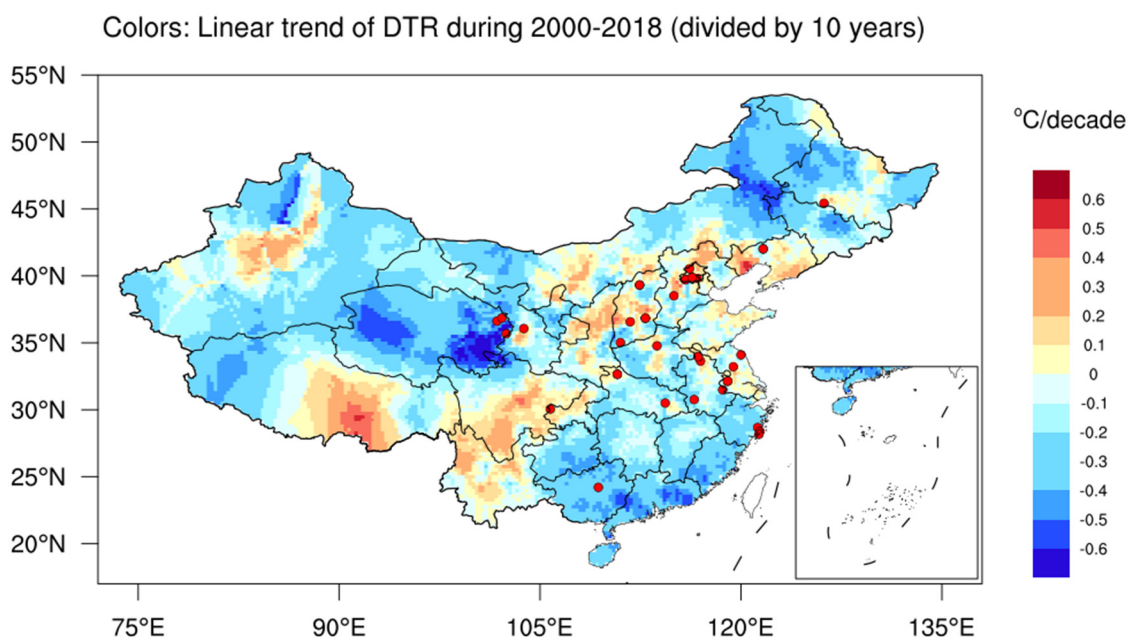 Colors: Linear trend of DTR during 2000-2018 (divided by 10 years)
55°N
50°N
45°N
40°N
35°N
30°N
25°N
20°N
75°E
90°E
105°E
120°E
135°E
°C/decade
0.6
0.5
0.4
0.3
0.2
0.1
0
-0.1
-0.2
-0.3
-0.4
-0.5
-0.6